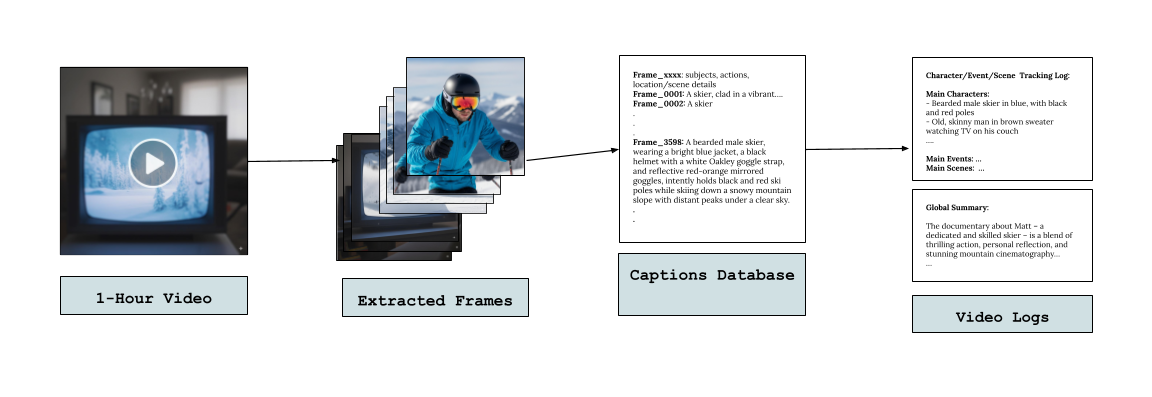 Frame_xxxx: subjects, actions,
location/scene details
Frame_0001: A skier, clad in a vibrant....
Frame_0002: A skier
.
.
.
Frame_3598: A bearded male skier,
wearing a bright blue jacket, a black
helmet with a white Oakley goggle strap,
and reflective red-orange mirrored
goggles, intently holds black and red ski
poles while skiing down a snowy mountain
slope with distant peaks under a clear sky.
.
.
Character/Event/Scene Tracking Log:
Main Characters:
- Bearded male skier in blue, with black
and red poles
- Old, skinny man in brown sweater
watching TV on his couch
....
Main Events: ...
Main Scenes: ...
Global Summary:
The documentary about Matt – a
dedicated and skilled skier – is a blend of
thrilling action, personal reflection, and
stunning mountain cinematography...
...
1-Hour Video
Extracted Frames
Captions Database
Video Logs